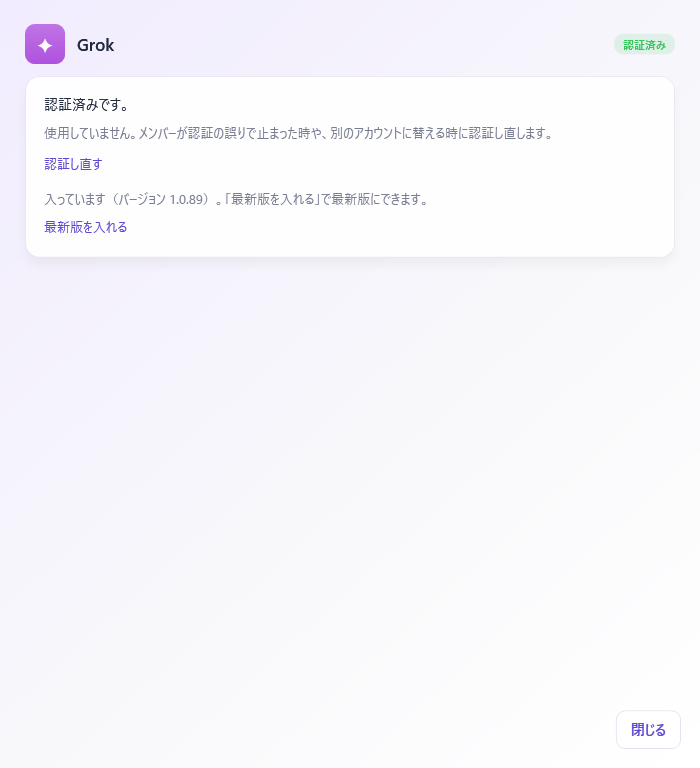 Grok
認証済み
認証済みです。
使用していません。メンバーが認証の誤りで止まった時や、別のアカウントに替える時に認証し直します。
認証し直す
入っています（バージョン 1.0.89）。「最新版を入れる」で最新版にできます。
最新版を入れる
閉じる